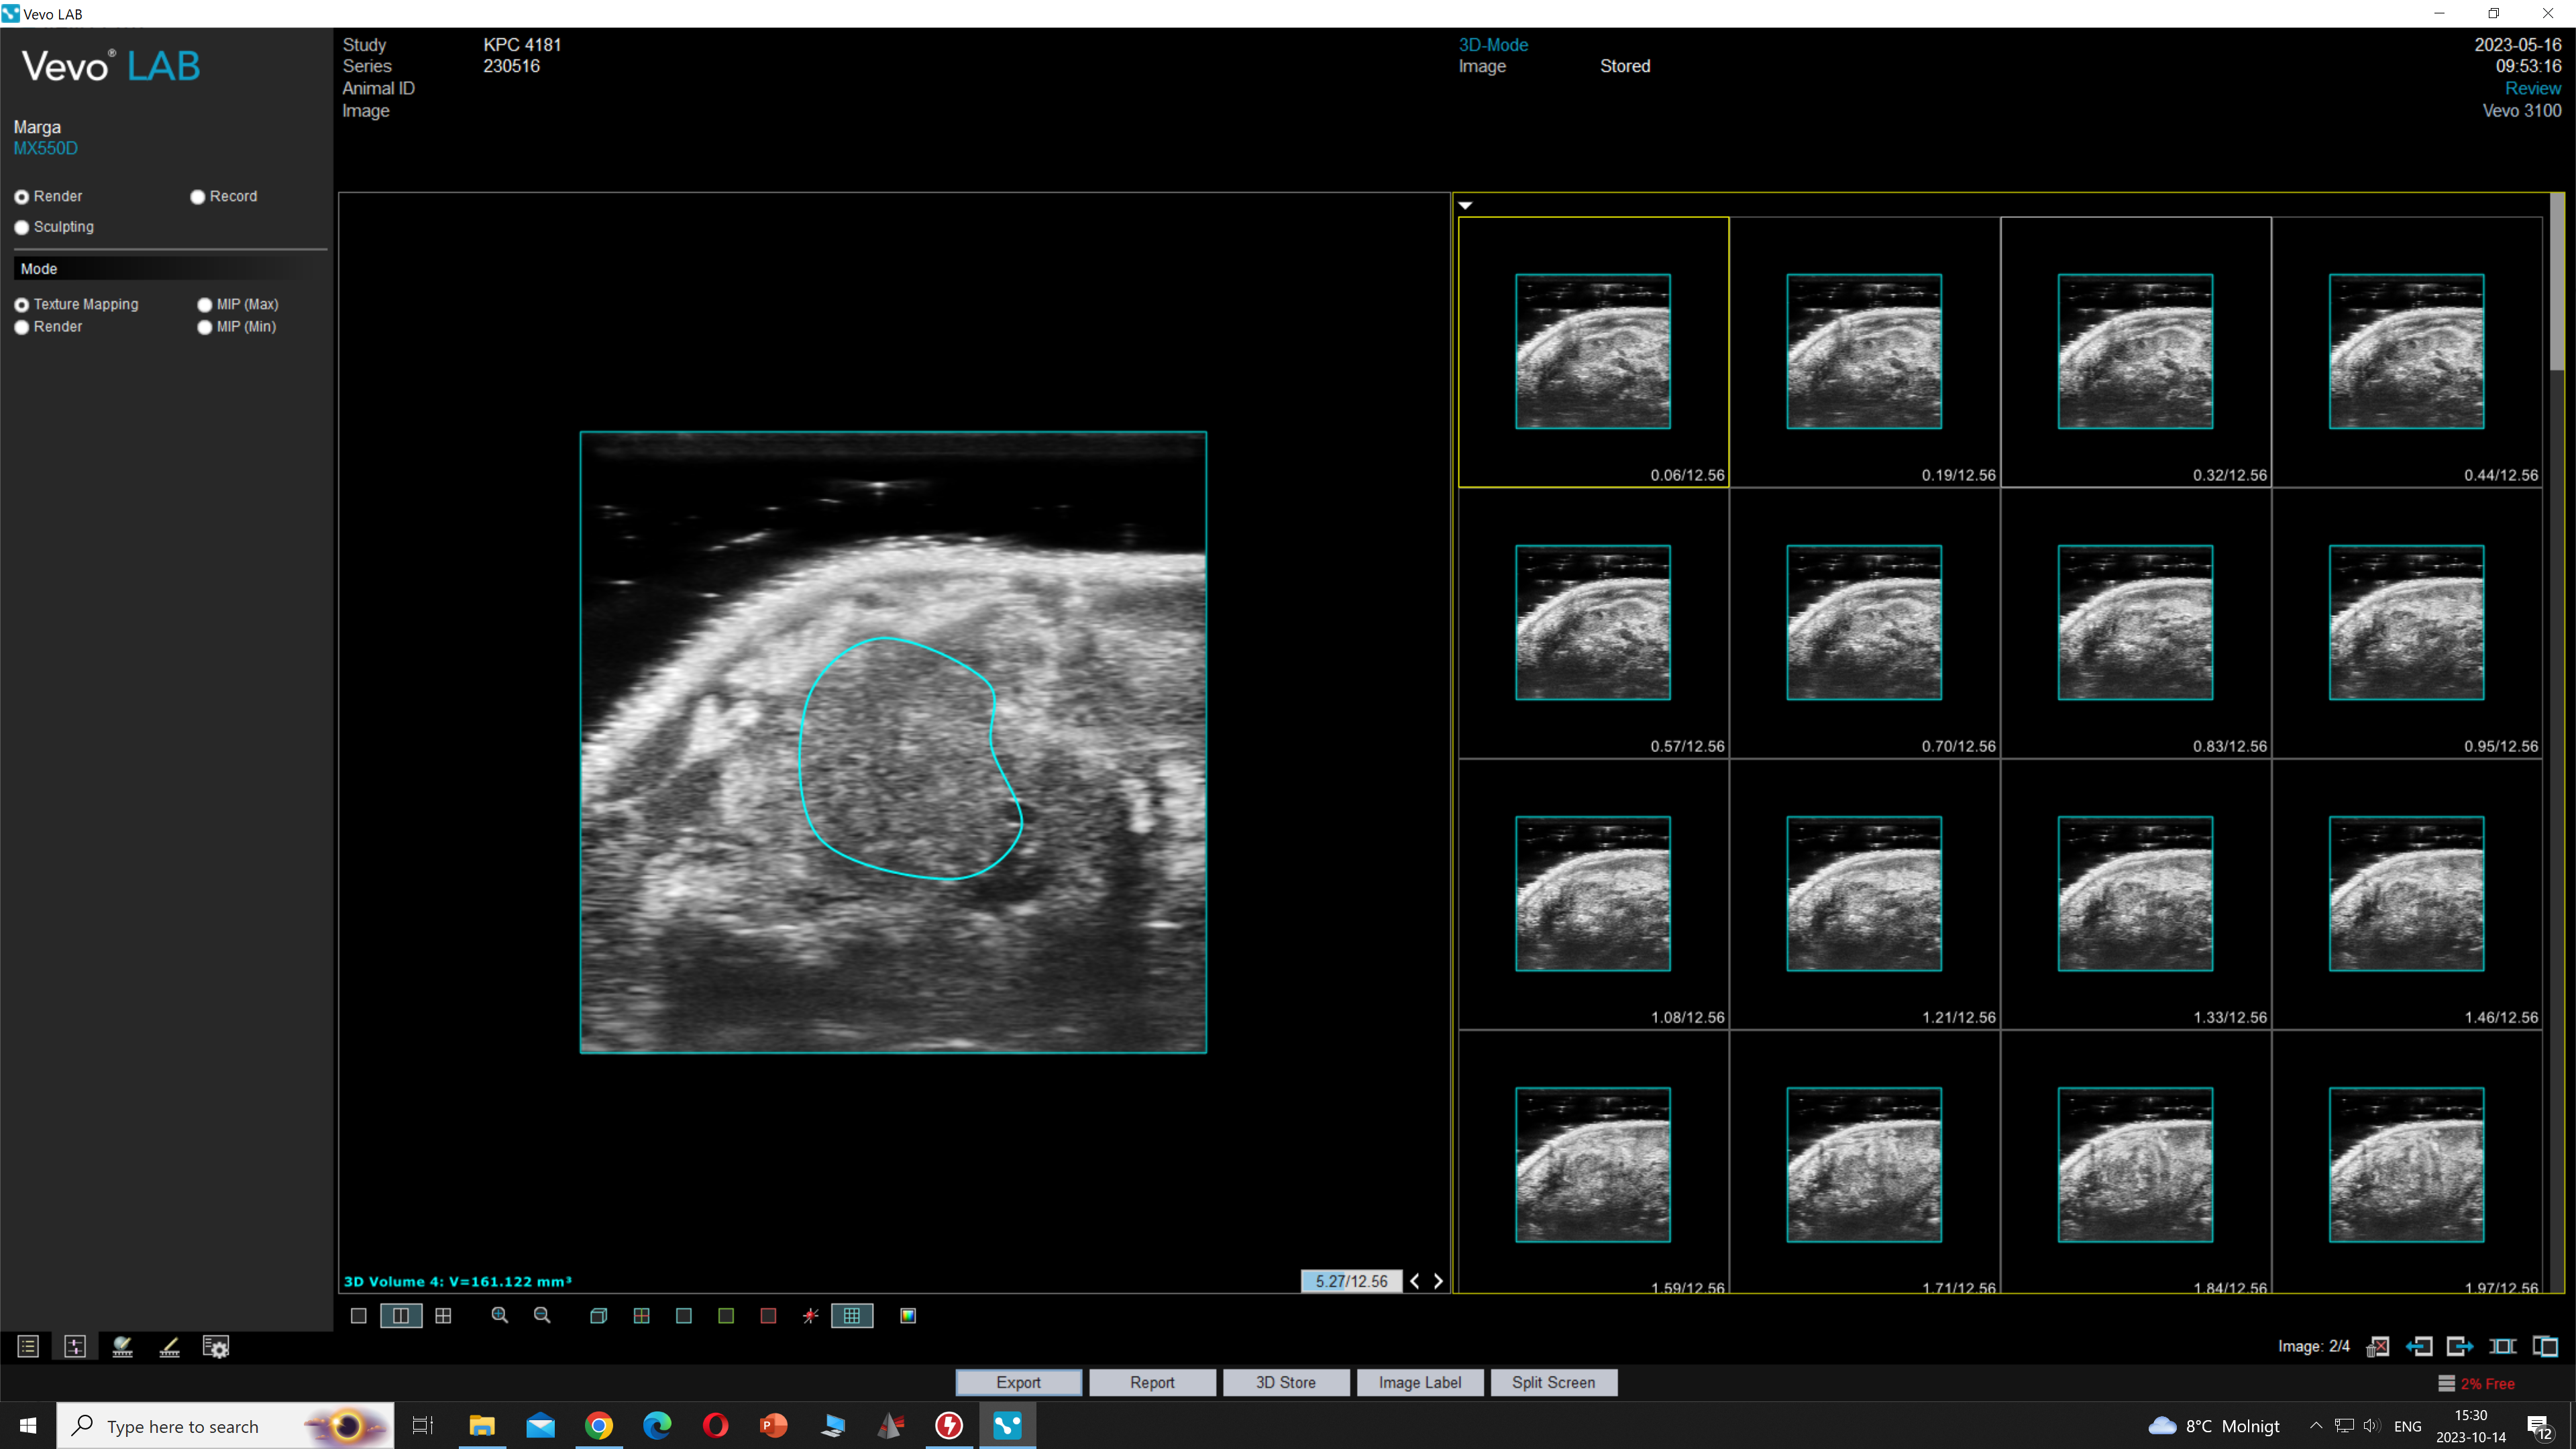 Vevo LAB
Vevo® LAB
Study KPC 4181
Series 230516
Animal ID
Image
3D-Mode
Image Stored
2023-05-16
09:53:16
Review
Vevo 3100
Marga
MX550D
Render Record
Sculpting
Mode
Texture Mapping MIP (Max)
Render MIP (Min)
0.06/12.56 0.19/12.56 0.32/12.56 0.44/12.56
0.57/12.56 0.70/12.56 0.83/12.56 0.95/12.56
1.08/12.56 1.21/12.56 1.33/12.56 1.46/12.56
1.59/12.56 1.71/12.56 1.84/12.56 1.97/12.56
3D Volume 4: V=161.122 mm³
5.27/12.56
Image: 2/4
Export Report 3D Store Image Label Split Screen
2% Free
Type here to search
8°C Molnigt
ENG
15:30
2023-10-14
12